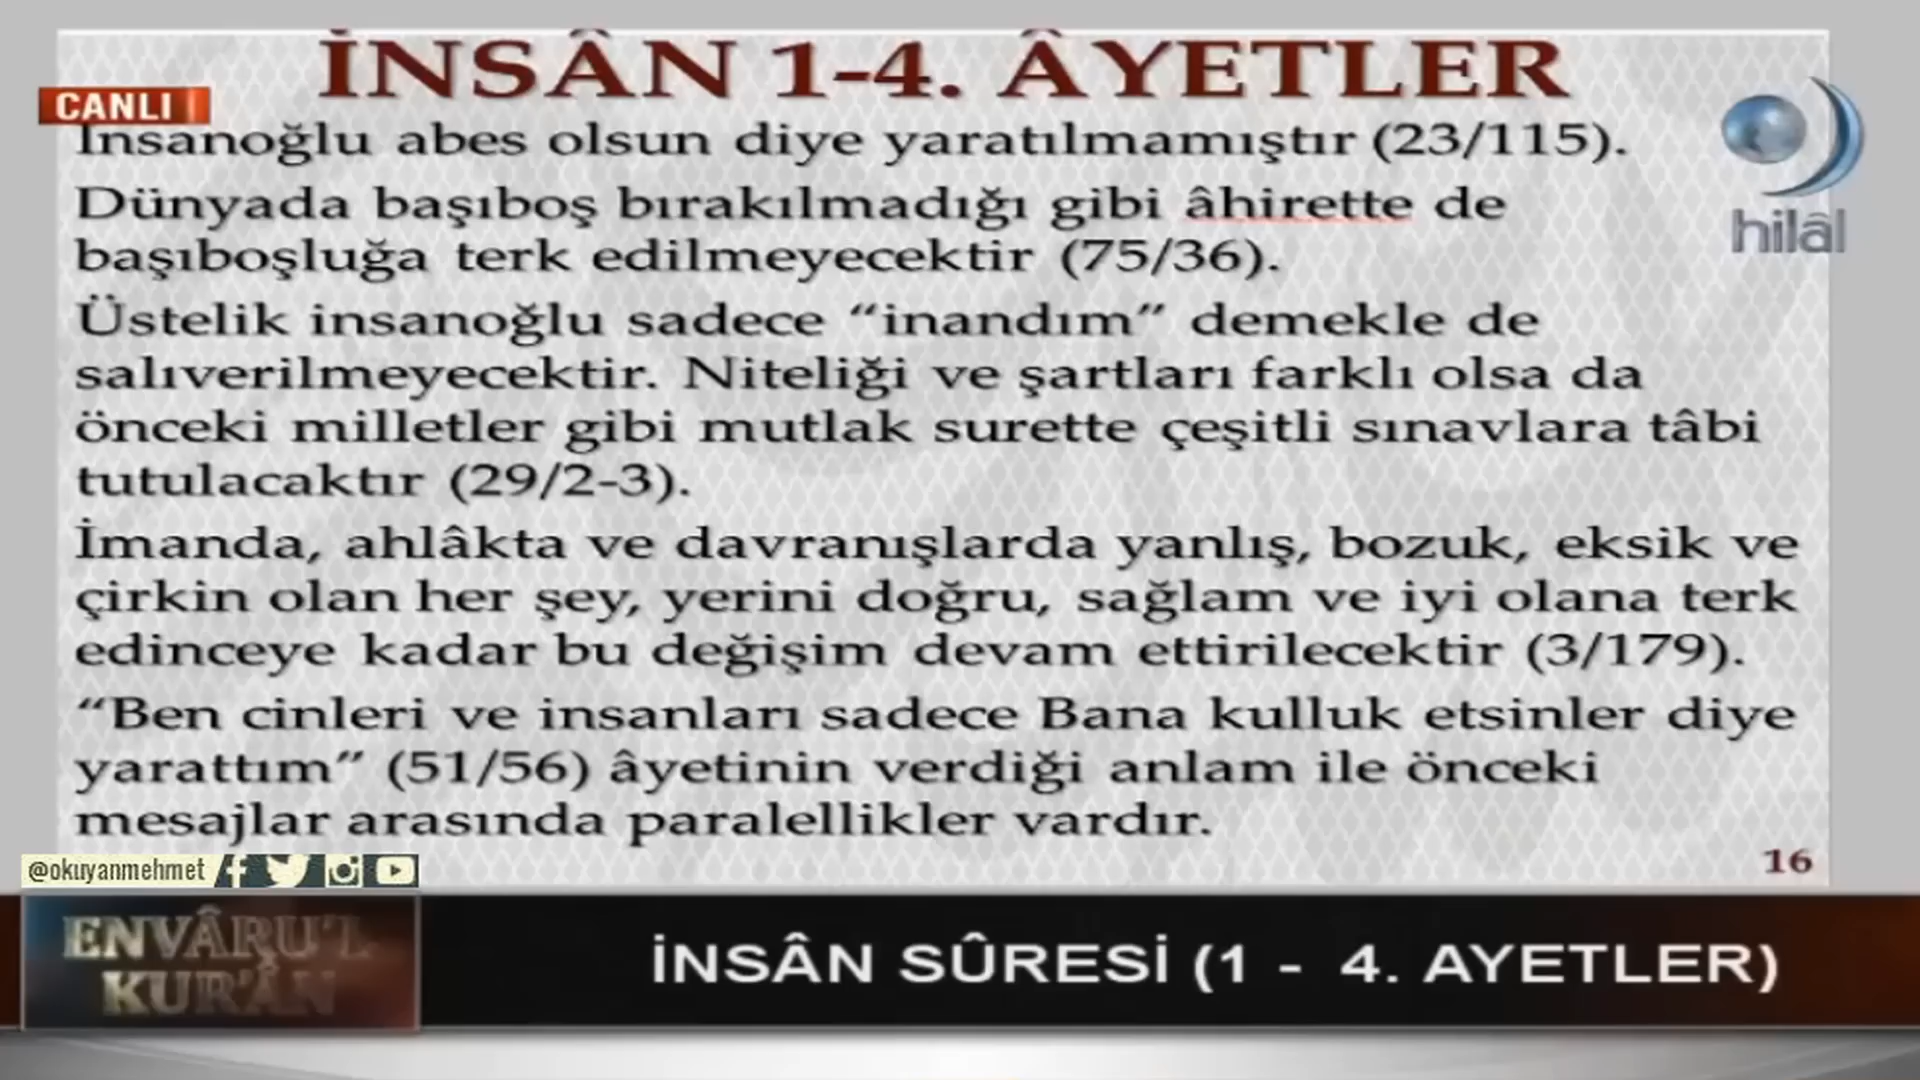 İNSÂN 1-4. ÂYETLER
CANLI
İnsanoğlu abes olsun diye yaratılmamıştır (23/115).
Dünyada başıboş bırakılmadığı gibi âhirette de
başıboşluğa terk edilmeyecektir (75/36).
Üstelik insanoğlu sadece “inandım” demekle de
salıverilmeyecektir. Niteliği ve şartları farklı olsa da
önceki milletler gibi mutlak surette çeşitli sınavlara tâbi
tutulacaktır (29/2-3).
İmanda, ahlâkta ve davranışlarda yanlış, bozuk, eksik ve
çirkin olan her şey, yerini doğru, sağlam ve iyi olana terk
edinceye kadar bu değişim devam ettirilecektir (3/179).
“Ben cinleri ve insanları sadece Bana kulluk etsinler diye
yarattım” (51/56) âyetinin verdiği anlam ile önceki
mesajlar arasında paralellikler vardır.
hilâl
16
@okuyanmehmet
ENVÂRU'L
KUR'ÂN
İNSÂN SÛRESİ (1 - 4. AYETLER)